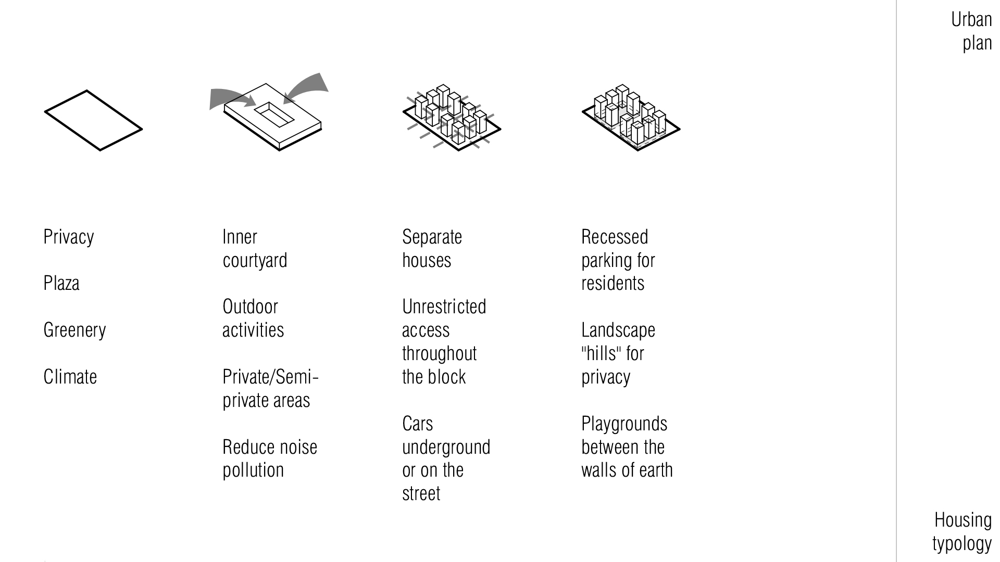 Urban
plan
Privacy
Plaza
Greenery
Climate
Inner
courtyard
Outdoor
activities
Private/Semi-
private areas
Reduce noise
pollution
Separate
houses
Unrestricted
access
throughout
the block
Cars
underground
or on the
street
Recessed
parking for
residents
Landscape
"hills" for
privacy
Playgrounds
between the
walls of earth
Housing
typology